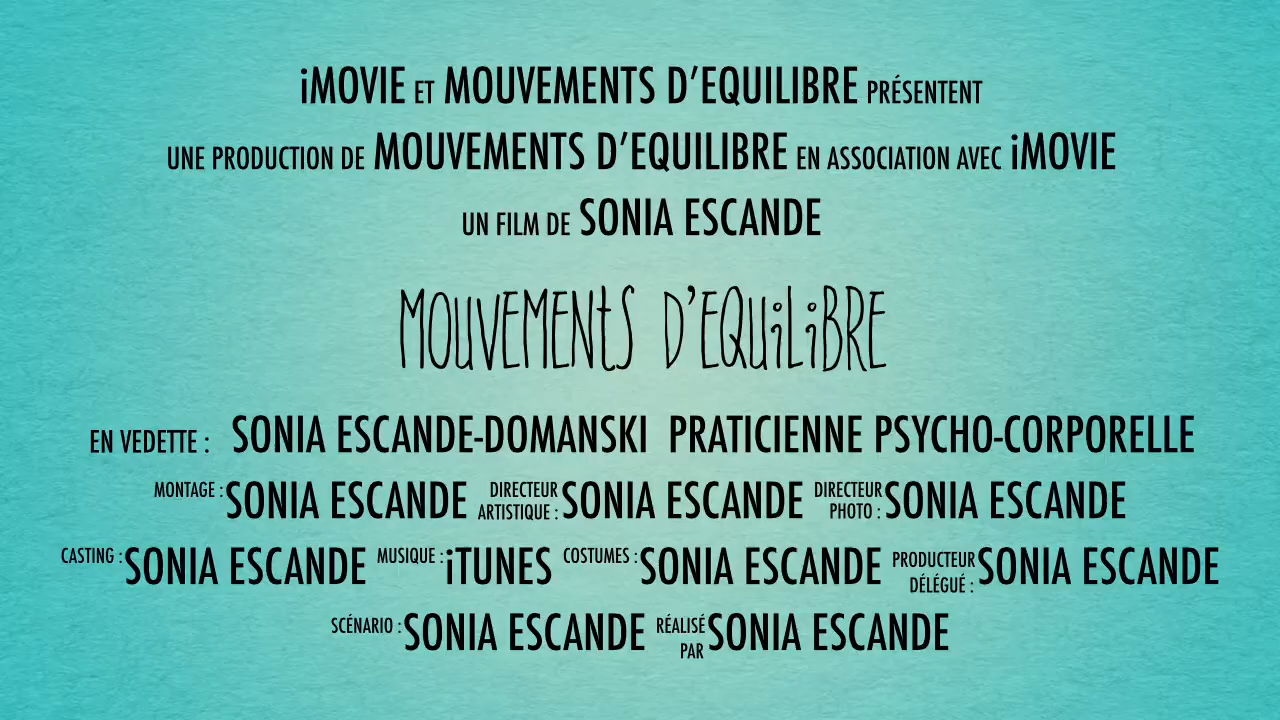 iMOVIE ET MOUVEMENTS D’EQUILIBRE PRÉSENTENT
UNE PRODUCTION DE MOUVEMENTS D’EQUILIBRE EN ASSOCIATION AVEC iMOVIE
UN FILM DE SONIA ESCANDE
MOUVEMENtS D’EQUiLiBRE
EN VEDETTE : SONIA ESCANDE-DOMANSKI PRATICIENNE PSYCHO-CORPORELLE
MONTAGE : SONIA ESCANDE DIRECTEUR ARTISTIQUE : SONIA ESCANDE DIRECTEUR PHOTO : SONIA ESCANDE
CASTING : SONIA ESCANDE MUSIQUE : iTUNES COSTUMES : SONIA ESCANDE PRODUCTEUR DÉLÉGUÉ : SONIA ESCANDE
SCÉNARIO : SONIA ESCANDE RÉALISÉ PAR SONIA ESCANDE